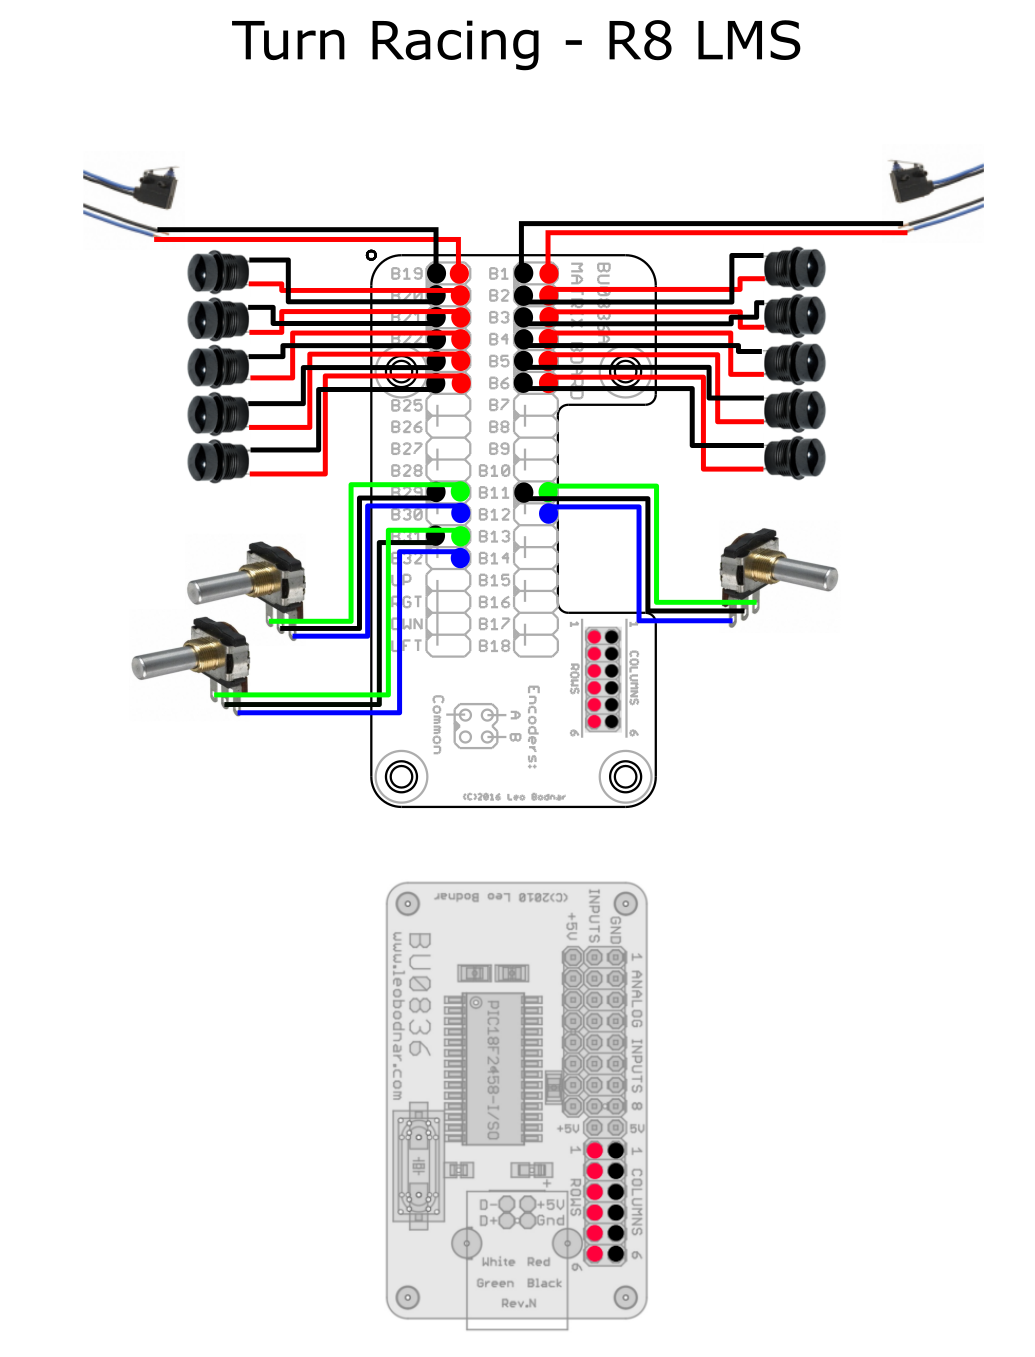 Turn Racing - R8 LMS
B19
B1
B20
B2
B21
B3
B22
B4
B5
B6
B25
B7
B26
B8
B27
B9
B28
B10
B29
B11
B30
B12
B31
B13
B32
B14
UP
B15
RGT
B16
DWN
B17
LFT
B18
MATRIX BOARD
BU0836A
1
1
ROWS
COLUMNS
6
6
Common
A
B
Encoders:
(C)2016 Leo Bodnar
(C)2010 Leo Bodnar
BU0836
www.leobodnar.com
+5V
INPUTS
GND
1 ANALOG INPUTS 8
PIC18F2458-I/SO
+5V
5V
1
ROWS
6
1 COLUMNS 6
+
D-
+5V
D+
Gnd
White Red
Green Black
Rev.N